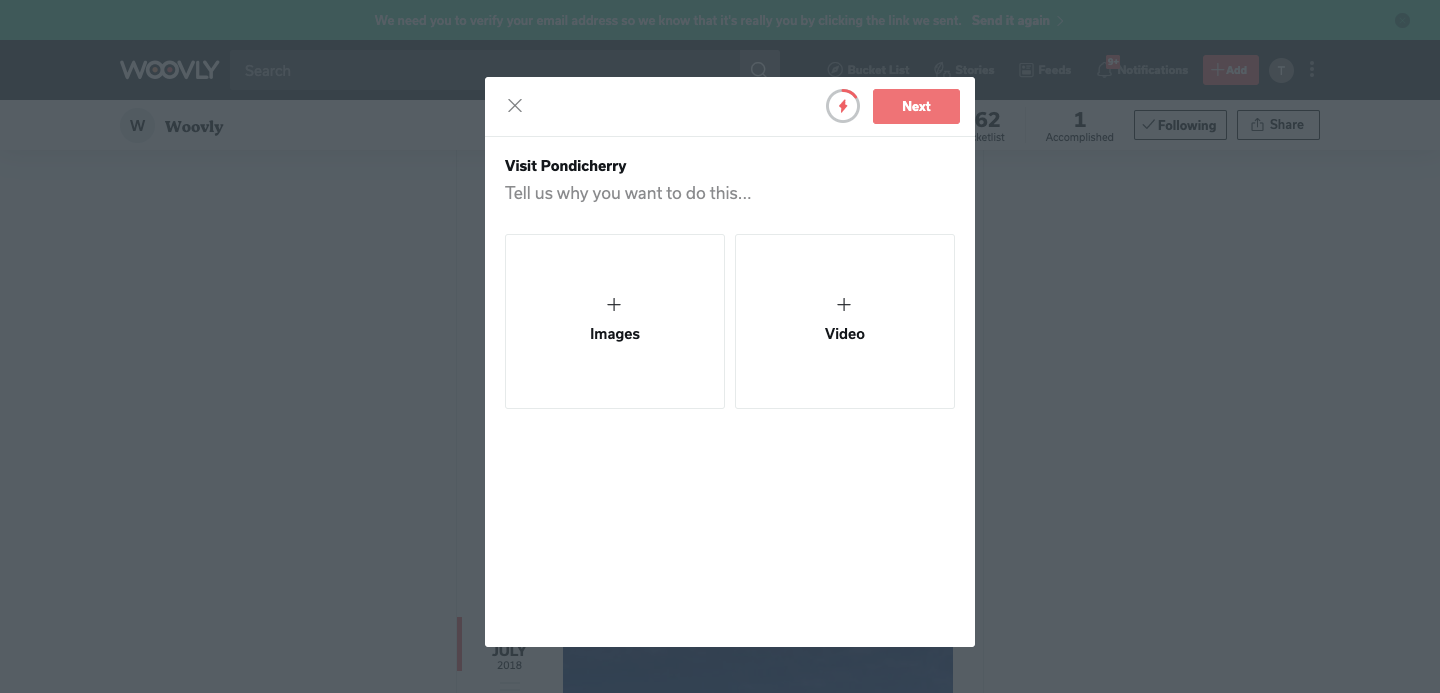 We need you to verify your email address so we know that it's really you by clicking the link we sent. Send it again
WOOVLY
Search
Bucket List
Stories
Feeds
9+
Notifications
Add
T
W
Woovly
62
1
Accomplished
Following
Share
Next
Visit Pondicherry
Tell us why you want to do this...
Images
Video
JULY
2018